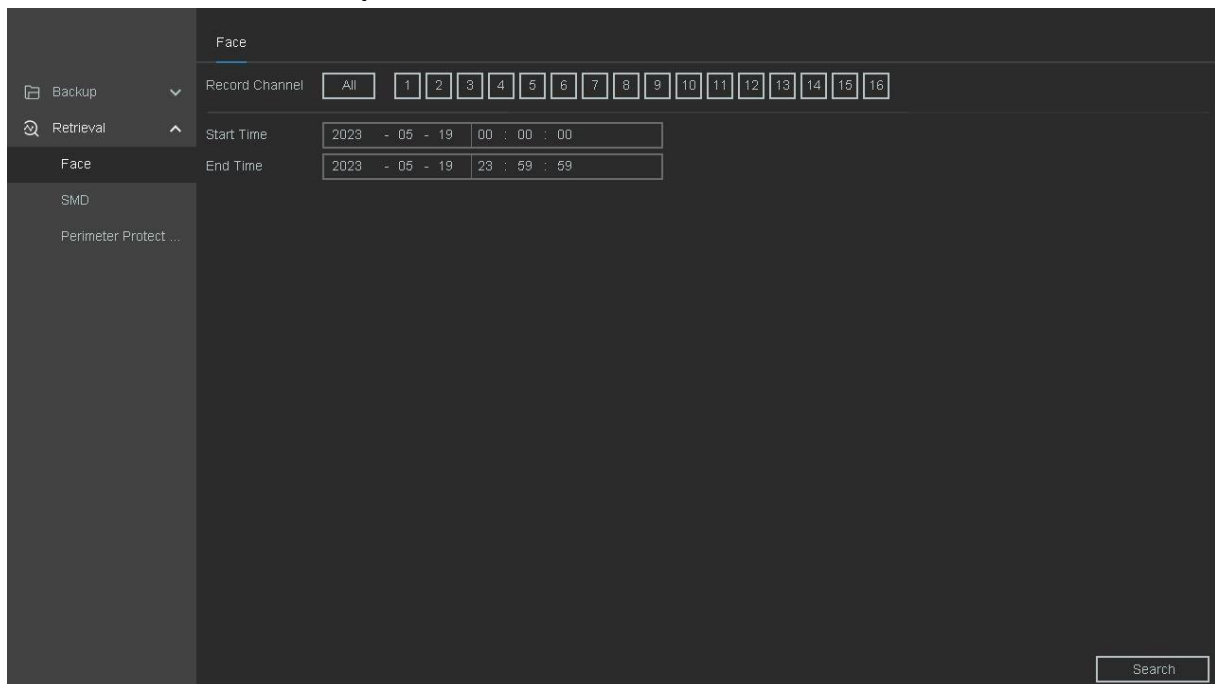 Face
Record Channel All 1 2 3 4 5 6 7 8 9 10 11 12 13 14 15 16
Start Time 2023 - 05 - 19 00 : 00 : 00
End Time 2023 - 05 - 19 23 : 59 : 59
Backup
Retrieval
Face
SMD
Perimeter Protect ...
Search